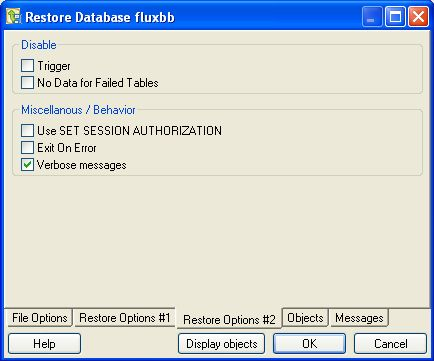 Restore Database fluxbb
Disable
Trigger
No Data for Failed Tables
Miscellanous / Behavior
Use SET SESSION AUTHORIZATION
Exit On Error
Verbose messages
File Options Restore Options #1 Restore Options #2 Objects Messages
Help Display objects OK Cancel